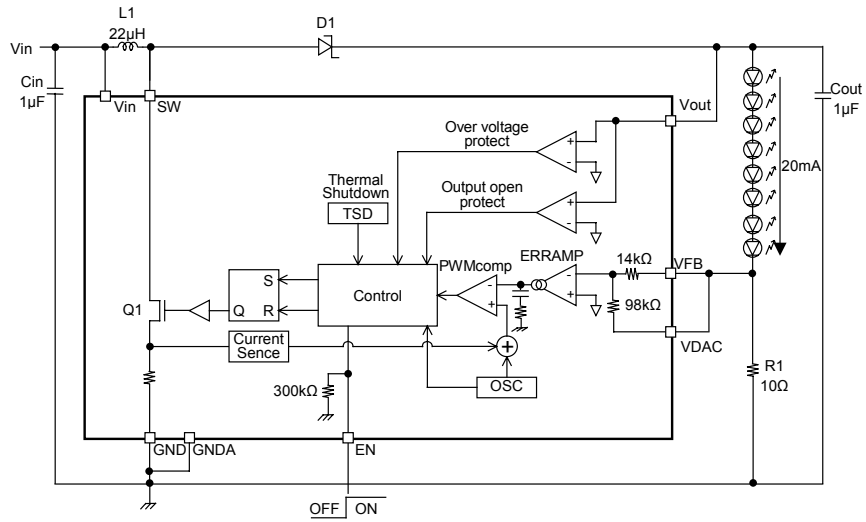 L1
22μH
D1
Vin
Cin
1μF
Vin
SW
Vout
Cout
1μF
Over voltage
protect
20mA
Thermal
Shutdown
TSD
Output open
protect
+
-
+
-
PWMcomp
ERRAMP
14kΩ
VFB
S
Control
-
+
-
+
Q1
Q
R
98kΩ
VDAC
Current
Sence
+
R1
10Ω
300kΩ
OSC
GND
GNDA
EN
OFF
ON